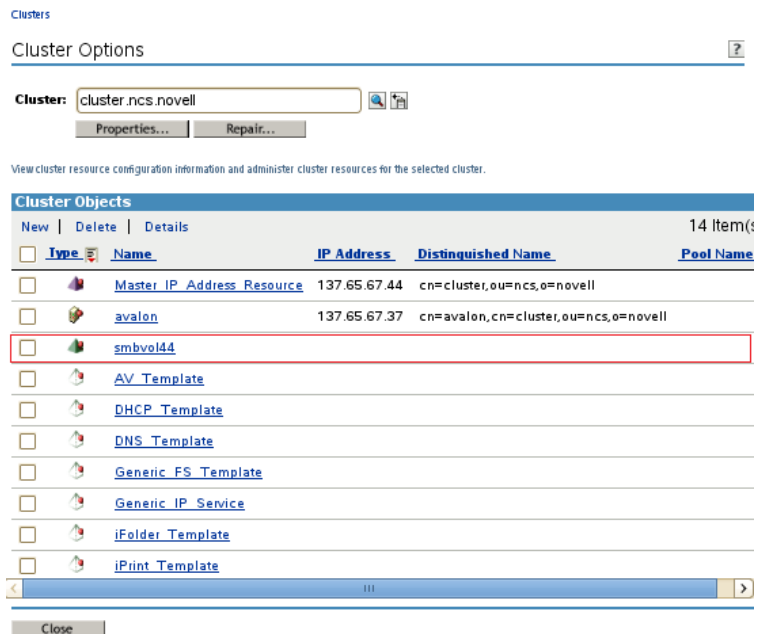 Clusters
Cluster Options
?
Cluster: cluster.ncs.novell
Properties... Repair...
View cluster resource configuration information and administer cluster resources for the selected cluster.
Cluster Objects
New | Delete | Details 14 Item(s
Type Name IP Address Distinguished Name Pool Name
Master IP Address Resource 137.65.67.44 cn=cluster,ou=ncs,o=novell
avalon 137.65.67.37 cn=avalon,cn=cluster,ou=ncs,o=novell
smbvol44
AV Template
DHCP Template
DNS Template
Generic FS Template
Generic IP Service
iFolder Template
iPrint Template
Close